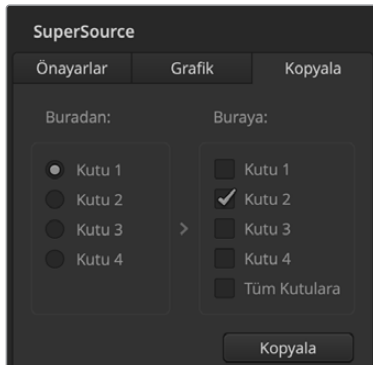 SuperSource
Önayarlar Grafik Kopyala
Buradan: Buraya:
Kutu 1 Kutu 1
Kutu 2 Kutu 2
Kutu 3 > Kutu 3
Kutu 4 Kutu 4
Tüm Kutulara
Kopyala